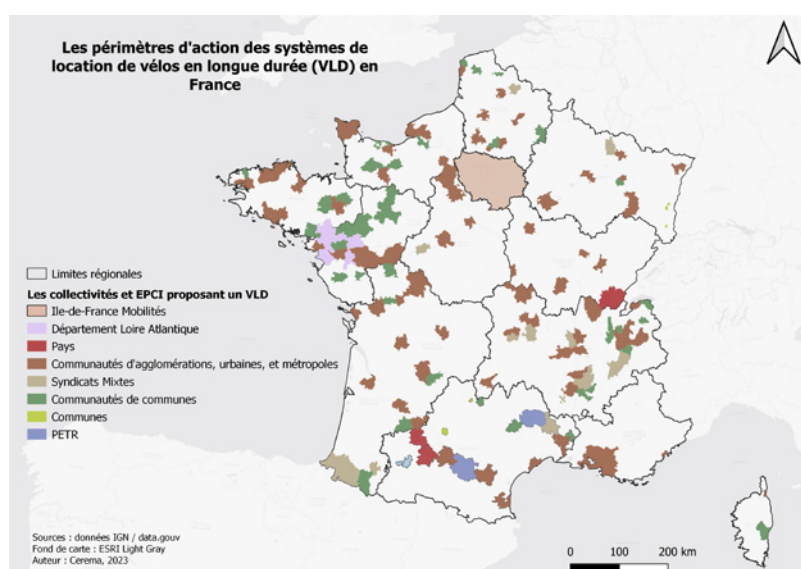 Les périmètres d'action des systèmes de
location de vélos en longue durée (VLD) en
France
Limites régionales
Les collectivités et EPCI proposant un VLD
Ile-de-France Mobilités
Département Loire Atlantique
Pays
Communautés d'agglomérations, urbaines, et métropoles
Syndicats Mixtes
Communautés de communes
Communes
PETR
Sources : données IGN / data.gouv
Fond de carte : ESRI Light Gray
Auteur : Cerema, 2023
0 100 200 km